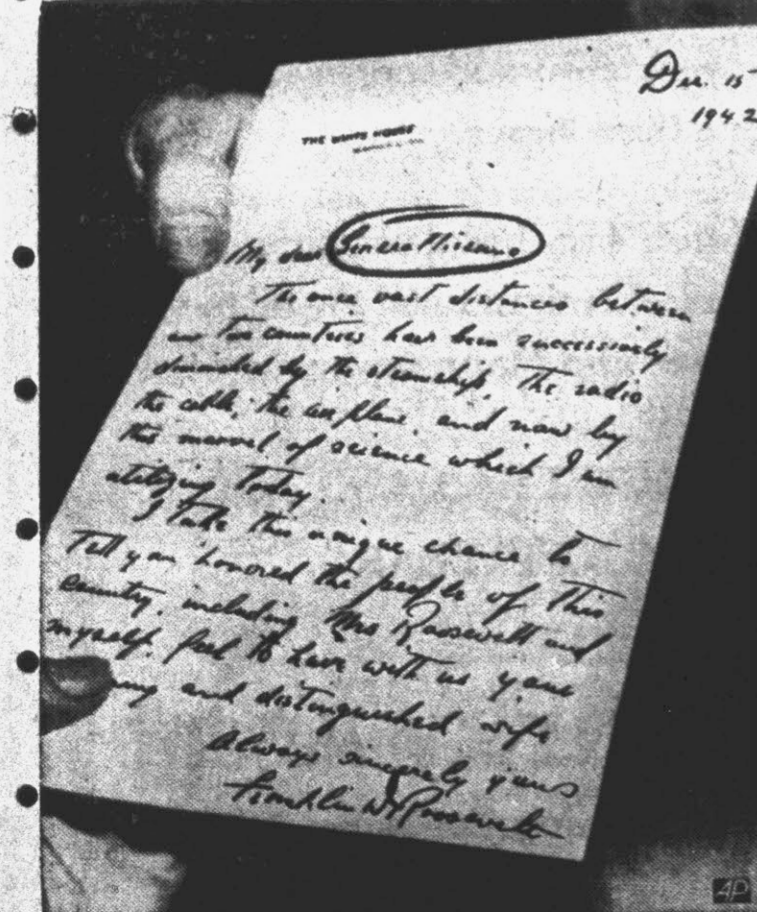 Dec. 15
1942
THE WHITE HOUSE
WASHINGTON
My dear Generalissimo
The once vast distances between
our two countries have been successively
diminished by the steamship, the radio
the cable, the airplane, and now by
this marvel of science which I am
utilizing today.
I take this unique chance to
tell you honored the people of this
country, including Mrs Roosevelt and
myself, feel to have with us your
and distinguished wife
Always sincerely yours
Franklin D Roosevelt
AP